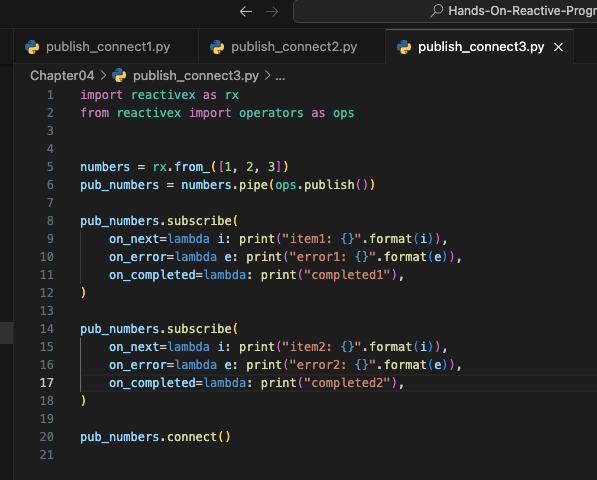 Hands-On-Reactive-Progr
publish_connect1.py publish_connect2.py publish_connect3.py
Chapter04 > publish_connect3.py > ...
1 import reactivex as rx
2 from reactivex import operators as ops
3
4
5 numbers = rx.from_([1, 2, 3])
6 pub_numbers = numbers.pipe(ops.publish())
7
8 pub_numbers.subscribe(
9     on_next=lambda i: print("item1: {}".format(i)),
10     on_error=lambda e: print("error1: {}".format(e)),
11     on_completed=lambda: print("completed1"),
12 )
13
14 pub_numbers.subscribe(
15     on_next=lambda i: print("item2: {}".format(i)),
16     on_error=lambda e: print("error2: {}".format(e)),
17     on_completed=lambda: print("completed2"),
18 )
19
20 pub_numbers.connect()
21